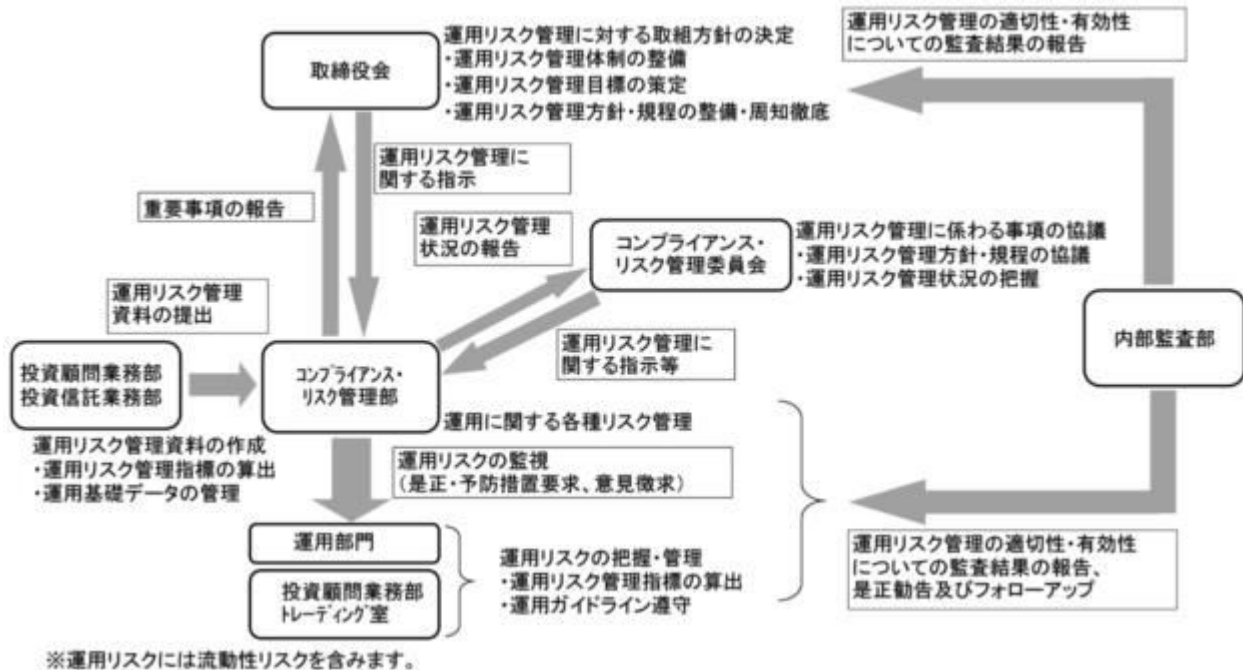 運用リスク管理に対する取組方針の決定
・運用リスク管理体制の整備
・運用リスク管理目標の策定
・運用リスク管理方針・規程の整備・周知徹底
取締役会
運用リスク管理の適切性・有効性
についての監査結果の報告
運用リスク管理に
関する指示
重要事項の報告
運用リスク管理
状況の報告
コンプライアンス・
リスク管理委員会
運用リスク管理に係わる事項の協議
・運用リスク管理方針・規程の協議
・運用リスク管理状況の把握
運用リスク管理
資料の提出
運用リスク管理に
関する指示等
内部監査部
投資顧問業務部
投資信託業務部
コンプライアンス・
リスク管理部
運用に関する各種リスク管理
運用リスク管理資料の作成
・運用リスク管理指標の算出
・運用基礎データの管理
運用リスクの監視
(是正・予防措置要求、意見徴求)
運用部門
投資顧問業務部
トレーディング室
運用リスクの把握・管理
・運用リスク管理指標の算出
・運用ガイドライン遵守
運用リスク管理の適切性・有効性
についての監査結果の報告、
是正勧告及びフォローアップ
※運用リスクには流動性リスクを含みます。